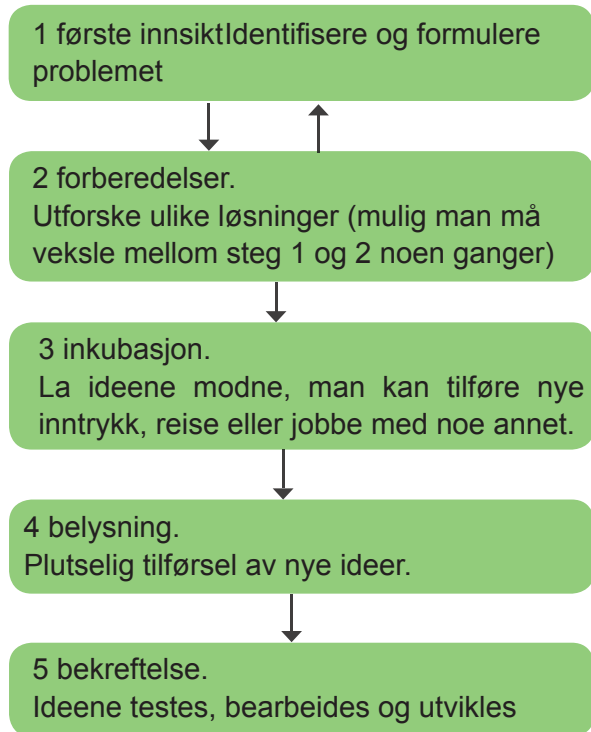 1 første innsiktIdentifisere og formulere
problemet
2 forberedelser.
Utforske ulike løsninger (mulig man må
veksle mellom steg 1 og 2 noen ganger)
3 inkubasjon.
La ideene modne, man kan tilføre nye
inntrykk, reise eller jobbe med noe annet.
4 belysning.
Plutselig tilførsel av nye ideer.
5 bekreftelse.
Ideene testes, bearbeides og utvikles